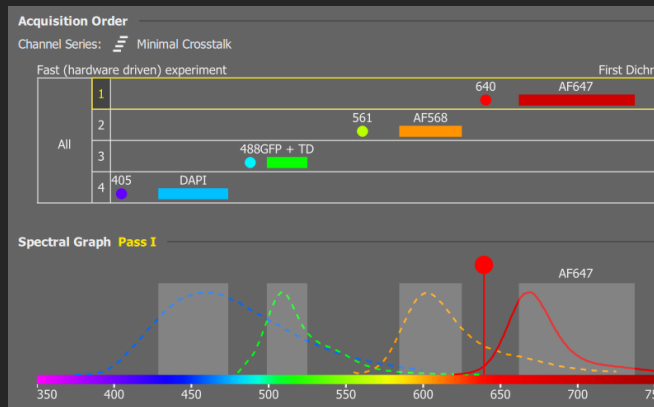 Acquisition Order
Channel Series: Minimal Crosstalk
Fast (hardware driven) experiment First Dichr
All
1 640 AF647
2 561 AF568
3 488GFP + TD
4 405 DAPI
Spectral Graph Pass I
AF647
350 400 450 500 550 600 650 700 75